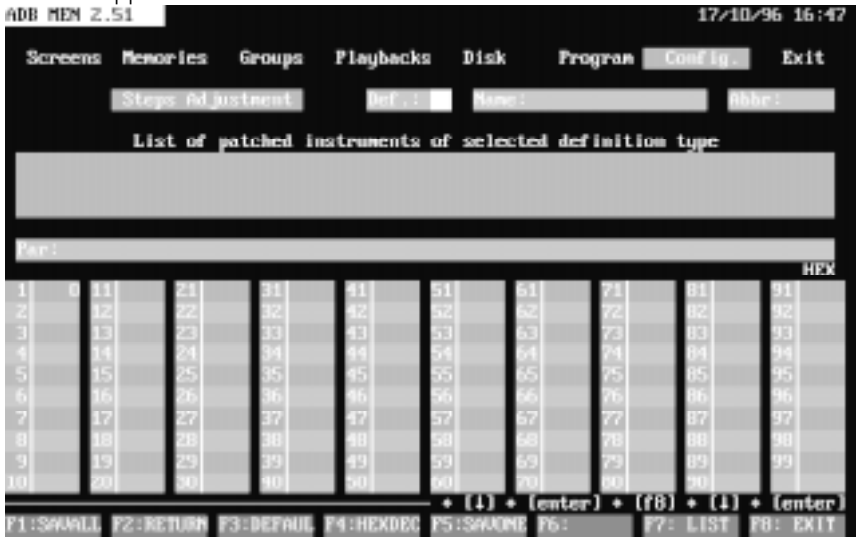 ADB MEM 2.51 17/10/96 16:47
Screens Memories Groups Playbacks Disk Program Config. Exit
Steps Adjustment Def.: Name: Abbr:
List of patched instruments of selected definition type
Par:
HEX
1 0 11 21 31 41 51 61 71 81 91
2 12 22 32 42 52 62 72 82 92
3 13 23 33 43 53 63 73 83 93
4 14 24 34 44 54 64 74 84 94
5 15 25 35 45 55 65 75 85 95
6 16 26 36 46 56 66 76 86 96
7 17 27 37 47 57 67 77 87 97
8 18 28 38 48 58 68 78 88 98
9 19 29 39 49 59 69 79 89 99
10 20 30 40 50 60 70 80 90
+ [↓] + [enter] + [f8] + [↓] + [enter]
F1:SAVALL F2:RETURN F3:DEFAUL F4:HEXDEC F5:SAVONE F6: F7: LIST F8: EXIT